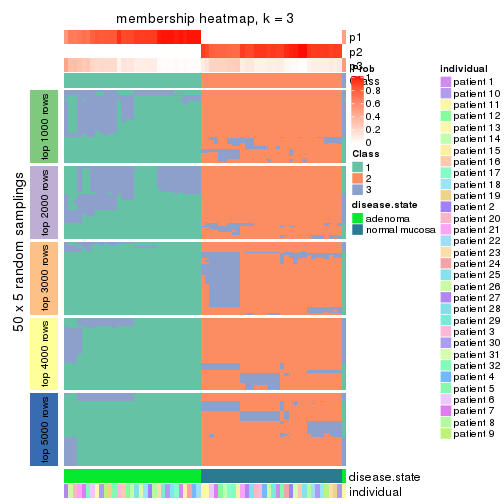 membership heatmap, k = 3
p1
p2
p3
50 x 5 random samplings
top 1000 rows
top 2000 rows
top 3000 rows
top 4000 rows
top 5000 rows
disease.state
individual
Prob
1
0.8
0.6
0.4
0.2
0
Class
Class
1
2
3
disease.state
adenoma
normal mucosa
individual
patient 1
patient 10
patient 11
patient 12
patient 13
patient 14
patient 15
patient 16
patient 17
patient 18
patient 19
patient 2
patient 20
patient 21
patient 22
patient 23
patient 24
patient 25
patient 26
patient 27
patient 28
patient 29
patient 3
patient 30
patient 31
patient 32
patient 4
patient 5
patient 6
patient 7
patient 8
patient 9